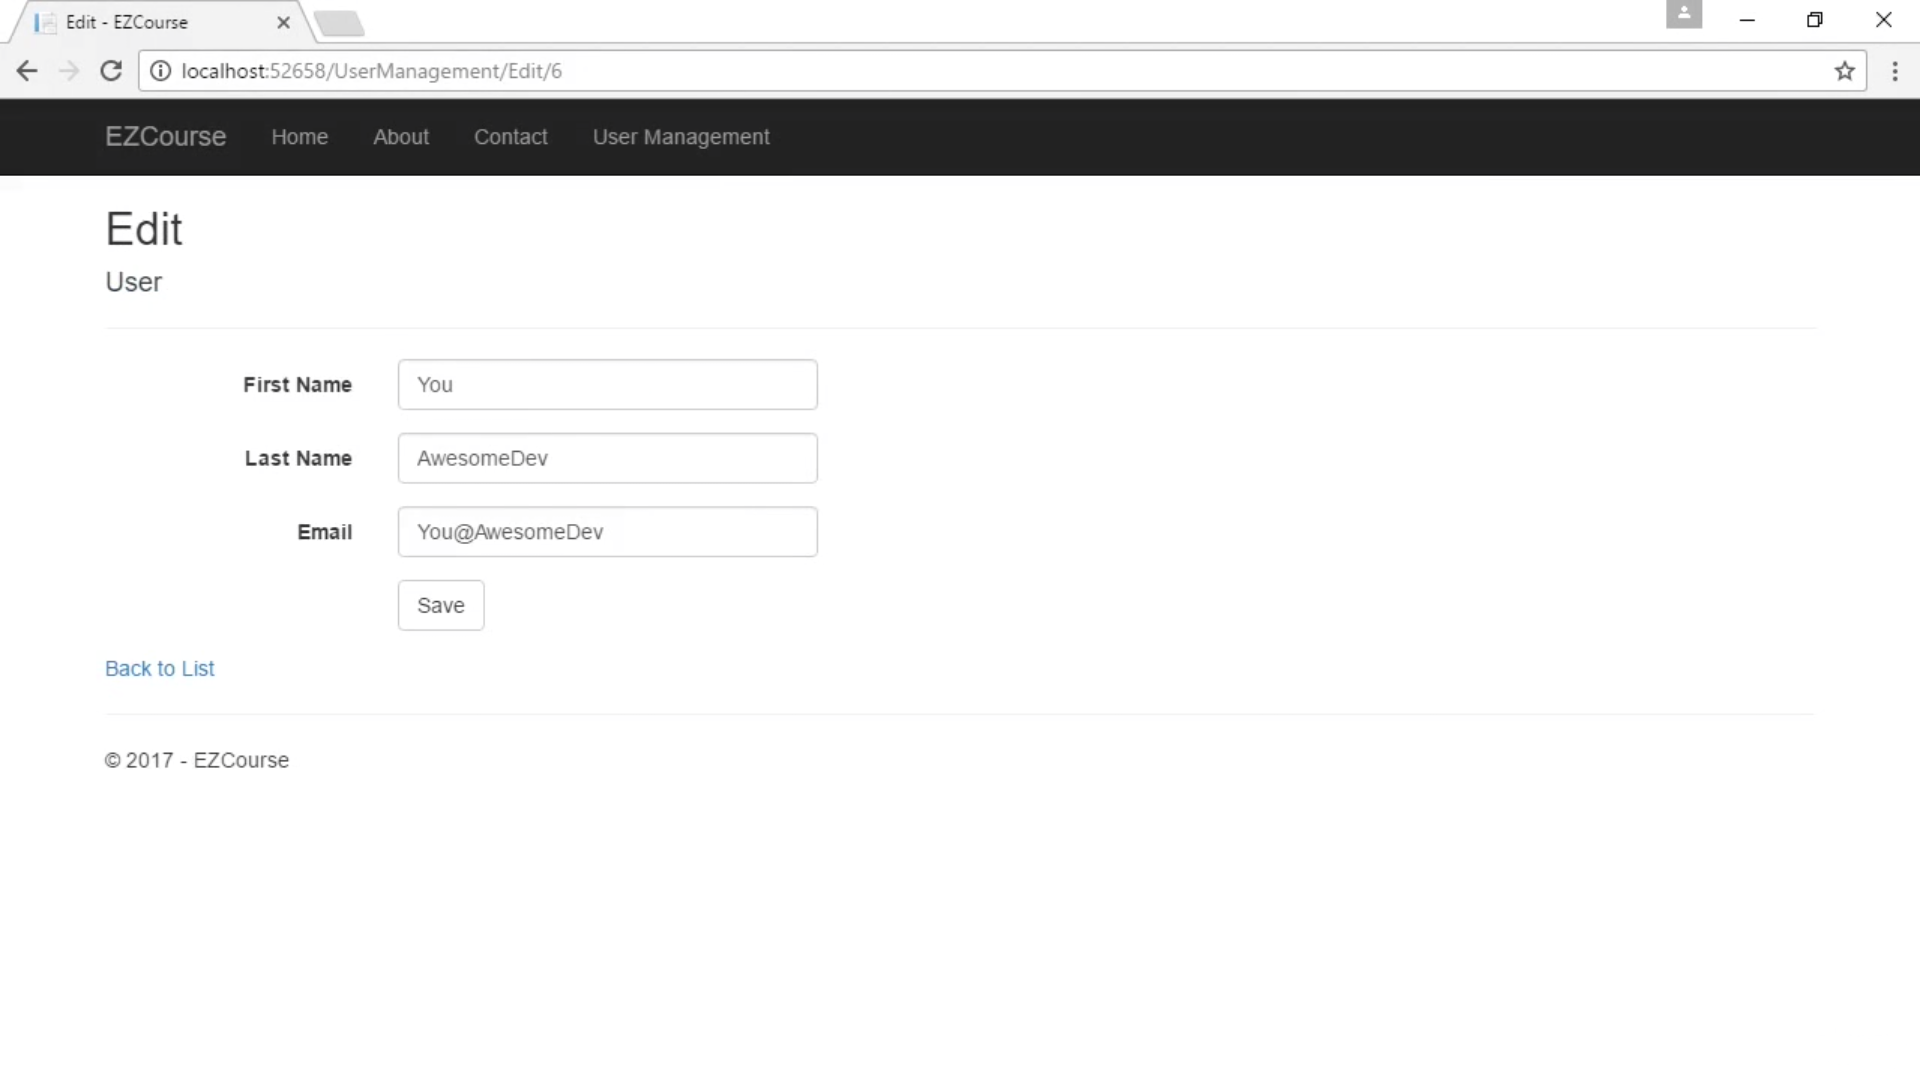 Edit - EZCourse
localhost:52658/UserManagement/Edit/6
EZCourse Home About Contact User Management
Edit
User
First Name You
Last Name AwesomeDev
Email You@AwesomeDev
Save
Back to List
© 2017 - EZCourse